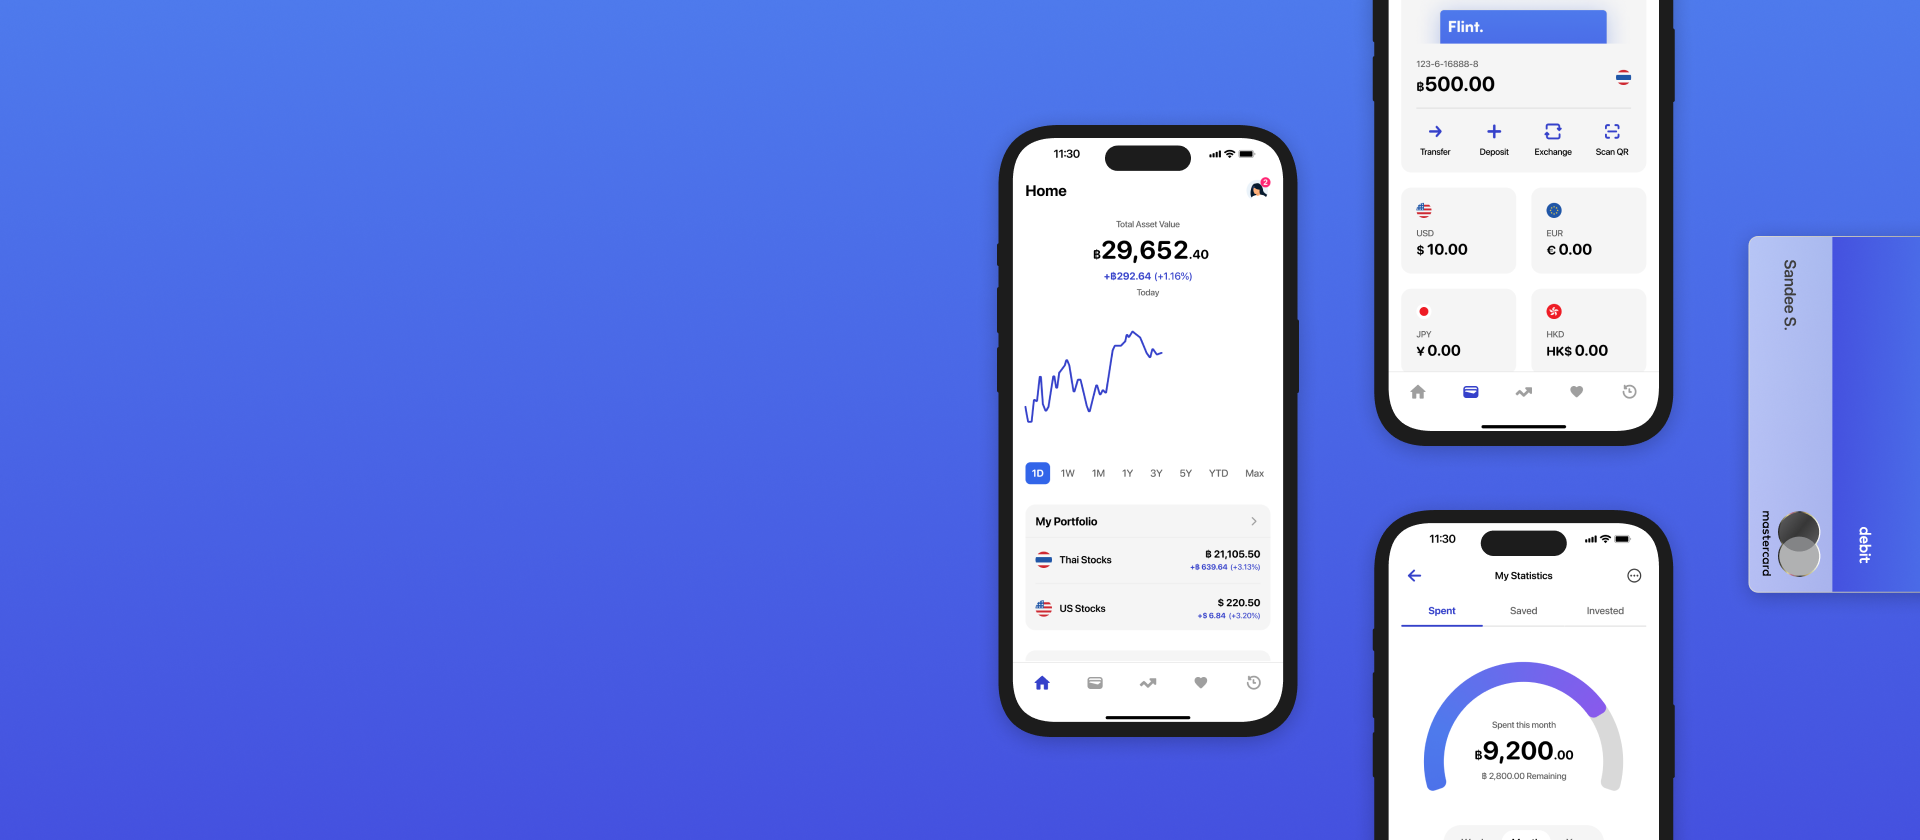 11:30
Home
2
Total Asset Value
฿29,652.40
+฿292.64 (+1.16%)
Today
1D 1W 1M 1Y 3Y 5Y YTD Max
My Portfolio
Thai Stocks
฿ 21,105.50
+฿ 639.64 (+3.13%)
US Stocks
$ 220.50
+$ 6.84 (+3.20%)
Flint.
123-6-16888-8
฿500.00
Transfer Deposit Exchange Scan QR
USD
$ 10.00
EUR
€ 0.00
JPY
¥ 0.00
HKD
HK$ 0.00
11:30
My Statistics
Spent Saved Invested
Spent this month
฿9,200.00
฿ 2,800.00 Remaining
Sandee S.
mastercard
debit